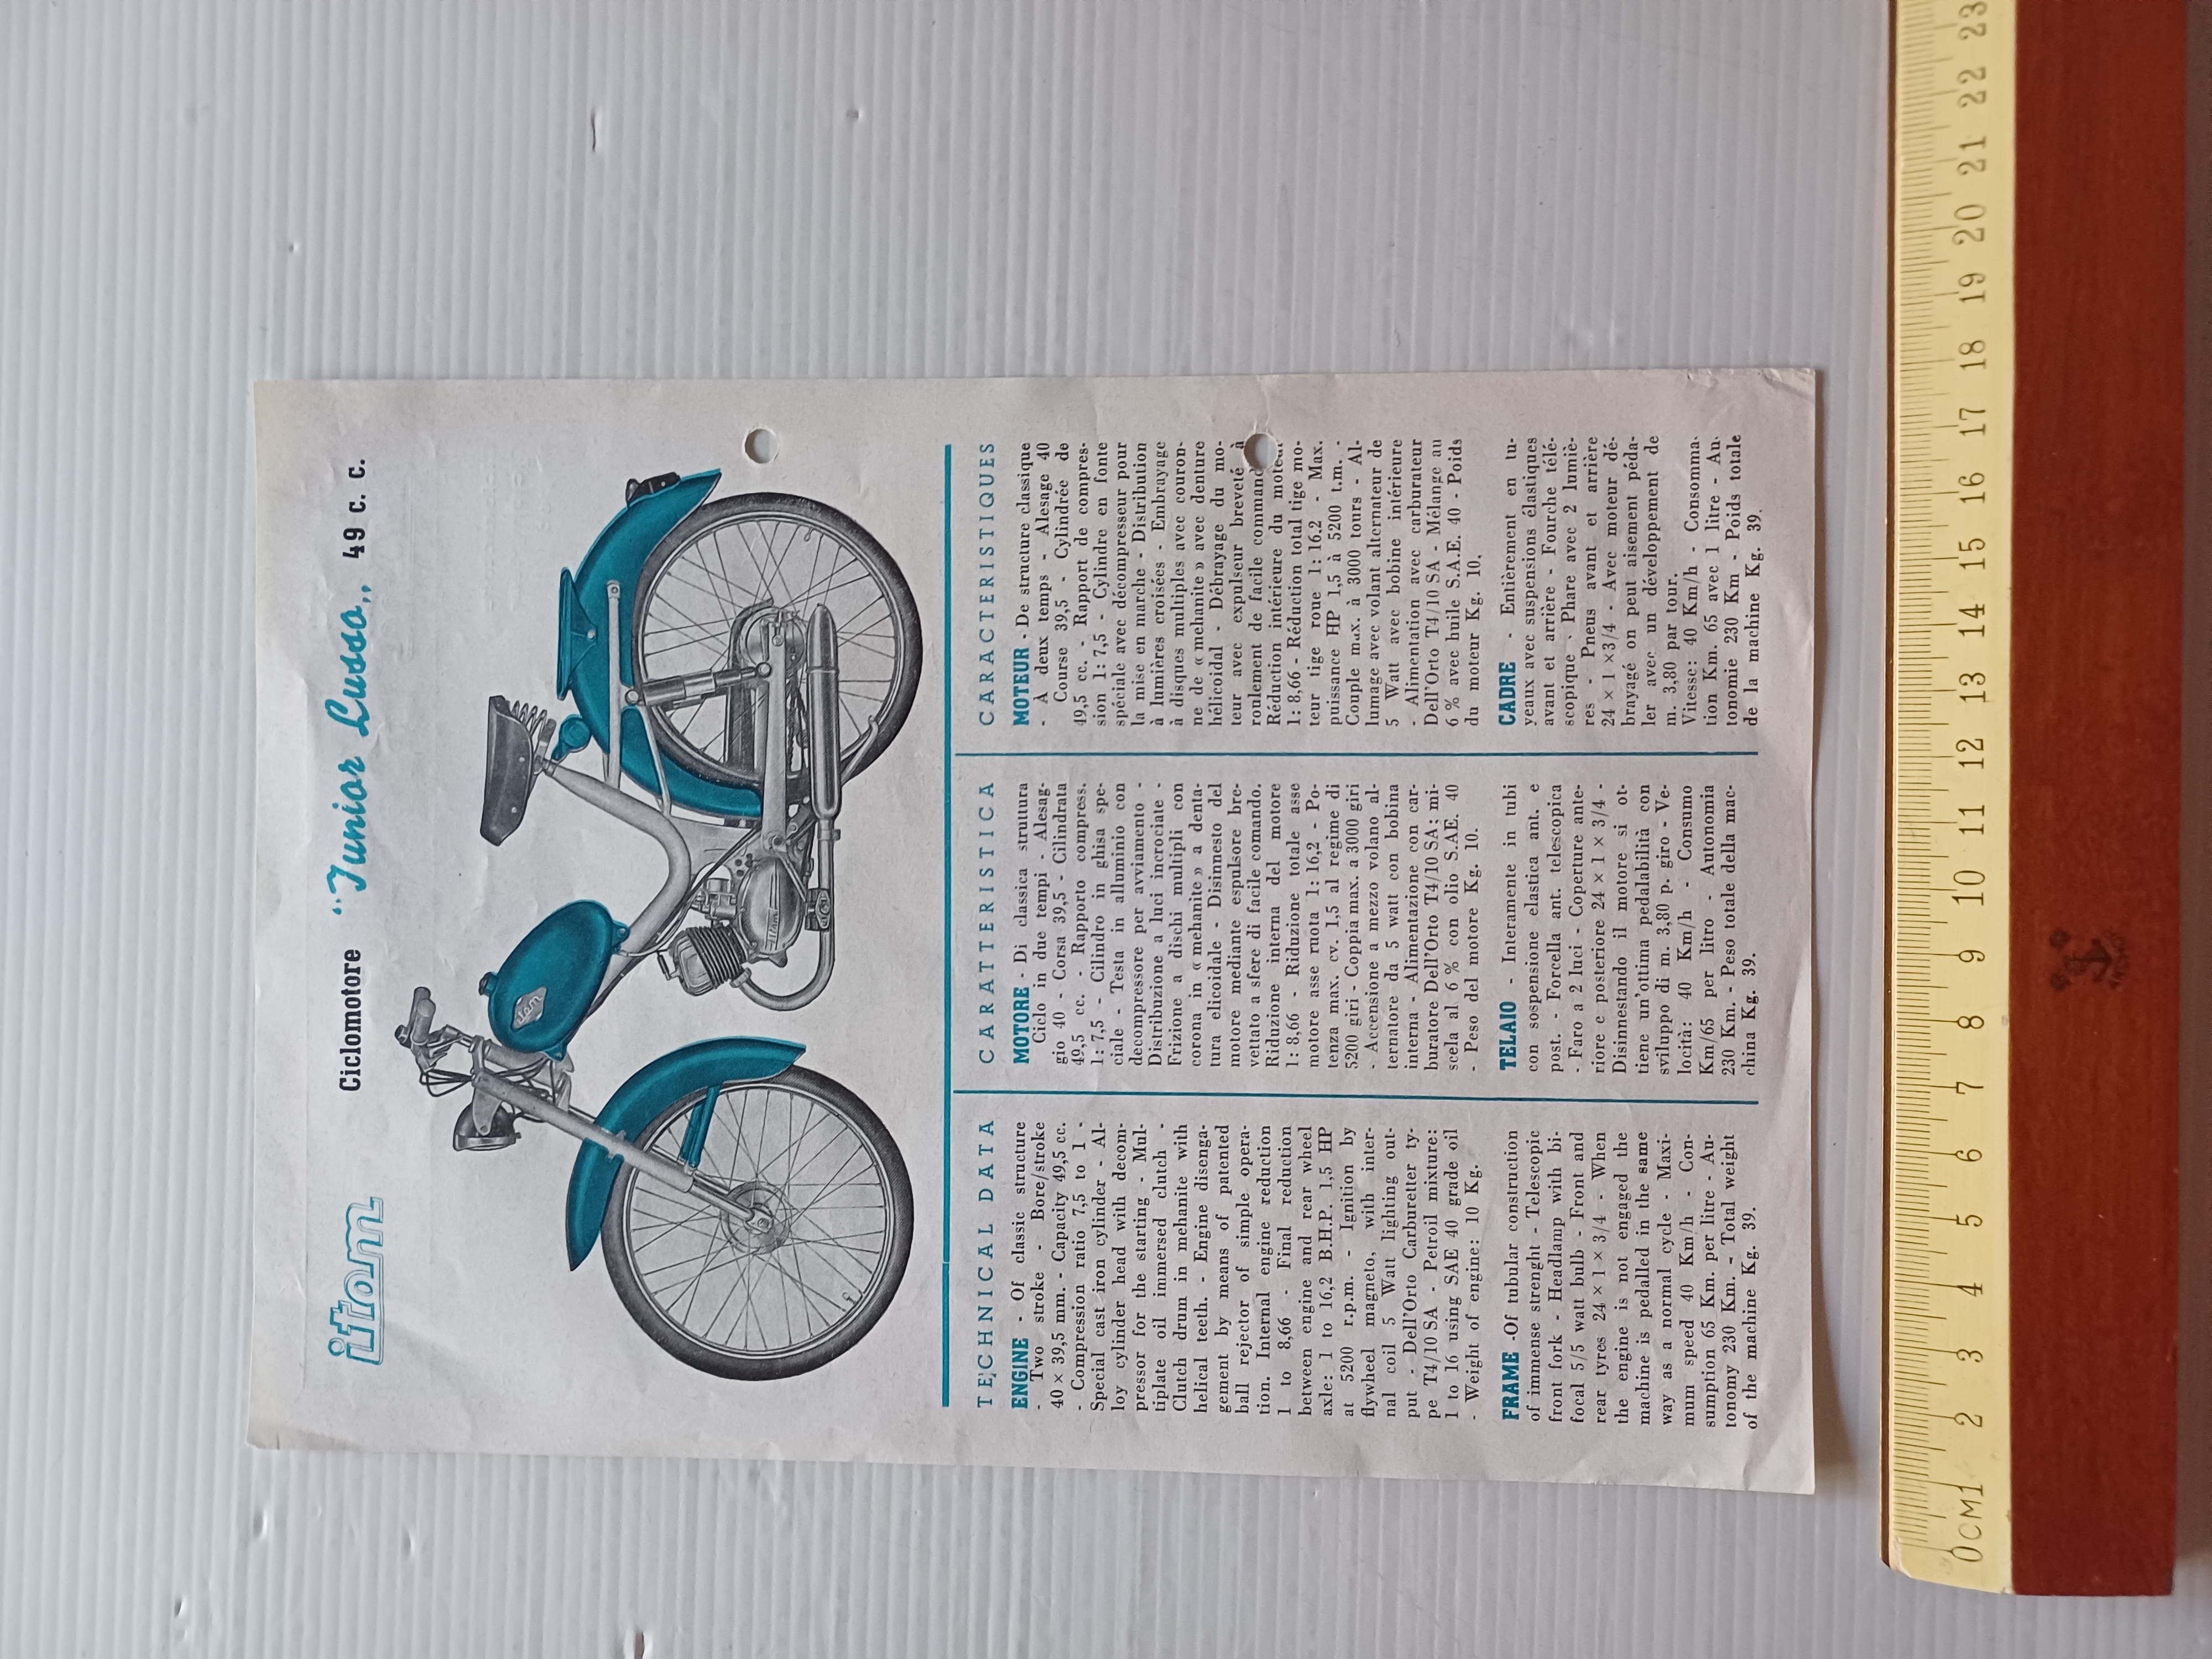 itom
Ciclomotore "Junior Lusso„ 49 c. c.
itom
ITOM
TECHNICAL DATA
ENGINE - Of classic structure
- Two stroke - Bore/stroke
40 × 39,5 mm. - Capacity 49,5 cc.
- Compression ratio 7,5 to 1 -
Special cast iron cylinder - Al-
loy cylinder head with decom-
pressor for the starting - Mul-
tiplate oil immersed clutch -
Clutch drum in mehanite with
helical teeth. - Engine disenga-
gement by means of patented
ball rejector of simple opera-
tion. Internal engine reduction
1 to 8,66 - Final reduction
between engine and rear wheel
axle: 1 to 16,2 B.H.P. 1,5 HP
at 5200 r.p.m. - Ignition by
flywheel magneto, with inter-
nal coil 5 Watt lighting out-
put - Dell'Orto Carburetter ty-
pe T4/10 SA - Petroil mixture:
1 to 16 using SAE 40 grade oil
- Weight of engine: 10 Kg.
FRAME -Of tubular construction
of immense strenght - Telescopic
front fork - Headlamp with bi-
focal 5/5 watt bulb - Front and
rear tyres 24 × 1 × 3/4 - When
the engine is not engaged the
machine is pedalled in the same
way as a normal cycle - Maxi-
mum speed 40 Km/h - Con-
sumption 65 Km. per litre - Au-
tonomy 230 Km. - Total weight
of the machine Kg. 39.
CARATTERISTICA
MOTORE - Di classica struttura
Ciclo in due tempi - Alesag-
gio 40 - Corsa 39,5 - Cilindrata
49,5 cc. - Rapporto compress.
1: 7,5 - Cilindro in ghisa spe-
ciale - Testa in alluminio con
decompressore per avviamento -
Distribuzione a luci incrociate -
Frizione a dischi multipli con
corona in « mehanite » a denta-
tura elicoidale - Disinnesto del
motore mediante espulsore bre-
vettato a sfere di facile comando.
Riduzione interna del motore
1: 8,66 - Riduzione totale asse
motore asse ruota 1: 16,2 - Po-
tenza max. cv. 1,5 al regime di
5200 giri - Coppia max. a 3000 giri
- Accensione a mezzo volano al-
ternatore da 5 watt con bobina
interna - Alimentazione con car-
buratore Dell'Orto T4/10 SA; mi-
scela al 6 % con olio SAE. 40
- Peso del motore Kg. 10.
TELAIO - Interamente in tubi
con sospensione elastica ant. e
post. - Forcella ant. telescopica
- Faro a 2 luci - Coperture ante-
riore e posteriore 24 × 1 × 3/4 -
Disinnestando il motore si ot-
tiene un'ottima pedalabilità con
sviluppo di m. 3,80 p. giro - Ve-
locità: 40 Km/h - Consumo
Km/65 per litro - Autonomia
230 Km. - Peso totale della mac-
china Kg. 39.
CARACTERISTIQUES
MOTEUR - De structure classique
- À deux temps - Alesage 40
Course 39,5 - Cylindrée de
49,5 cc. - Rapport de compres-
sion 1: 7,5 - Cylindre en fonte
spéciale avec décompresseur pour
la mise en marche - Distribution
à lumières croisées - Embrayage
à disques multiples avec couron-
ne de « mehanite » avec denture
hélicoïdal - Débrayage du mo-
teur avec expulseur breveté à
roulement de facile command
Réduction intérieure du moteur
1: 8,66 - Réduction total tige mo-
teur tige roue 1: 16.2 - Max.
puissance HP 1,5 à 5200 t.m. -
Couple max. à 3000 tours - Al-
lumage avec volant alternateur de
5 Watt avec bobine intérieure
- Alimentation avec carburateur
Dell'Orto T4/10 SA - Mélange au
6 % avec huile S.A.E. 40 - Poids
du moteur Kg. 10.
CADRE - Entièrement en tu-
yeaux avec suspensions élastiques
avant et arrière - Fourche télé-
scopique - Phare avec 2 lumiè-
res - Pneus avant et arrière
24 × 1 ×3/4 - Avec moteur dé-
brayagé on peut aisement péda-
ler avec un développement de
m. 3,80 par tour.
Vitesse: 40 Km/h - Consomma-
tion Km. 65 avec 1 litre - Au-
tonomie 230 Km - Poids totale
de la machine Kg. 39.
0CM1 2 3 4 5 6 7 8 9 10 11 12 13 14 15 16 17 18 19 20 21 22 23